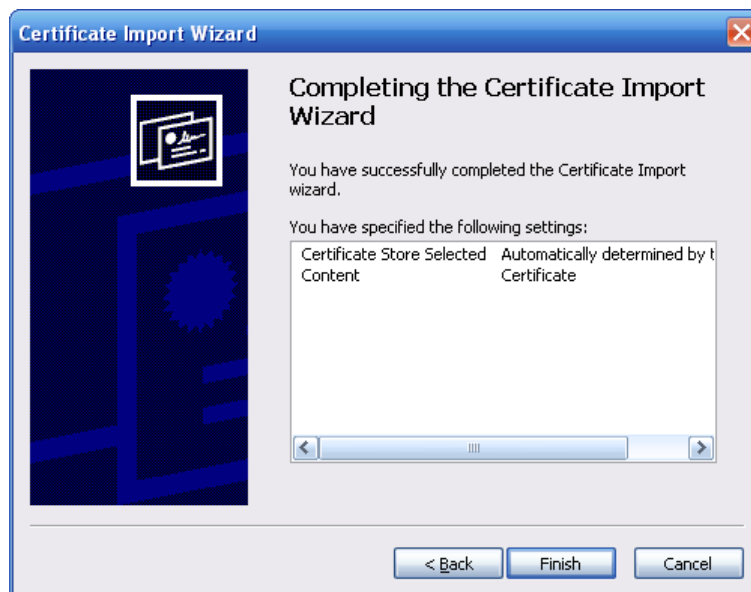 Certificate Import Wizard
Completing the Certificate Import
Wizard
You have successfully completed the Certificate Import
wizard.
You have specified the following settings:
Certificate Store Selected Automatically determined by t
Content Certificate
< Back Finish Cancel